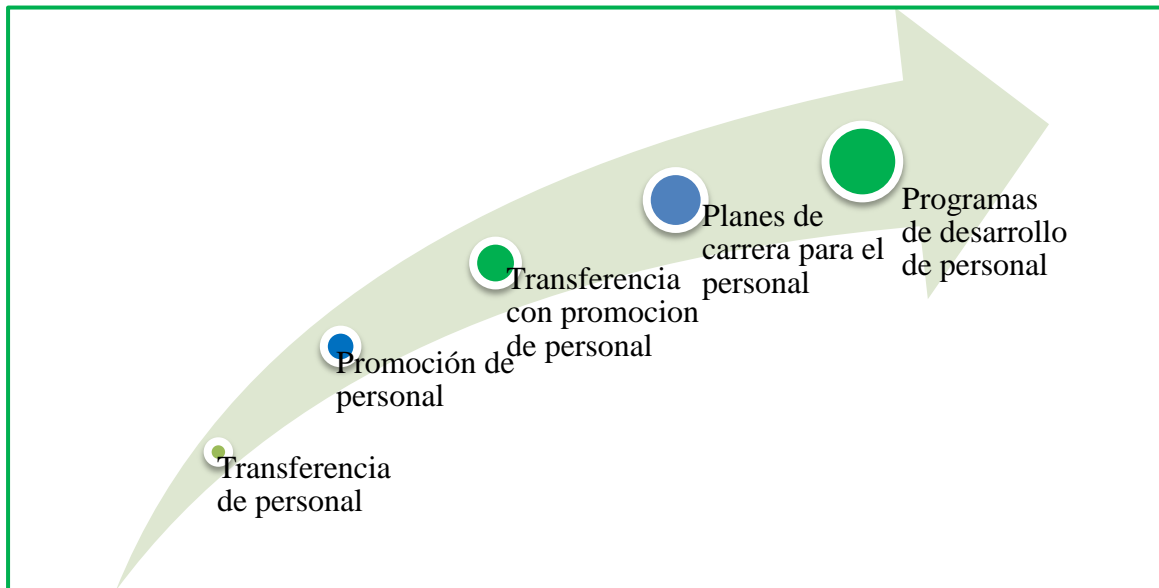 Transferencia
de personal
Promoción de
personal
Transferencia
con promocion
de personal
Planes de
carrera para el
personal
Programas
de desarrollo
de personal